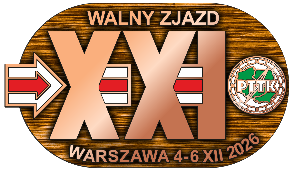 WALNY ZJAZD
XXI
PTTK
WARSZAWA 4-6 XII 2026